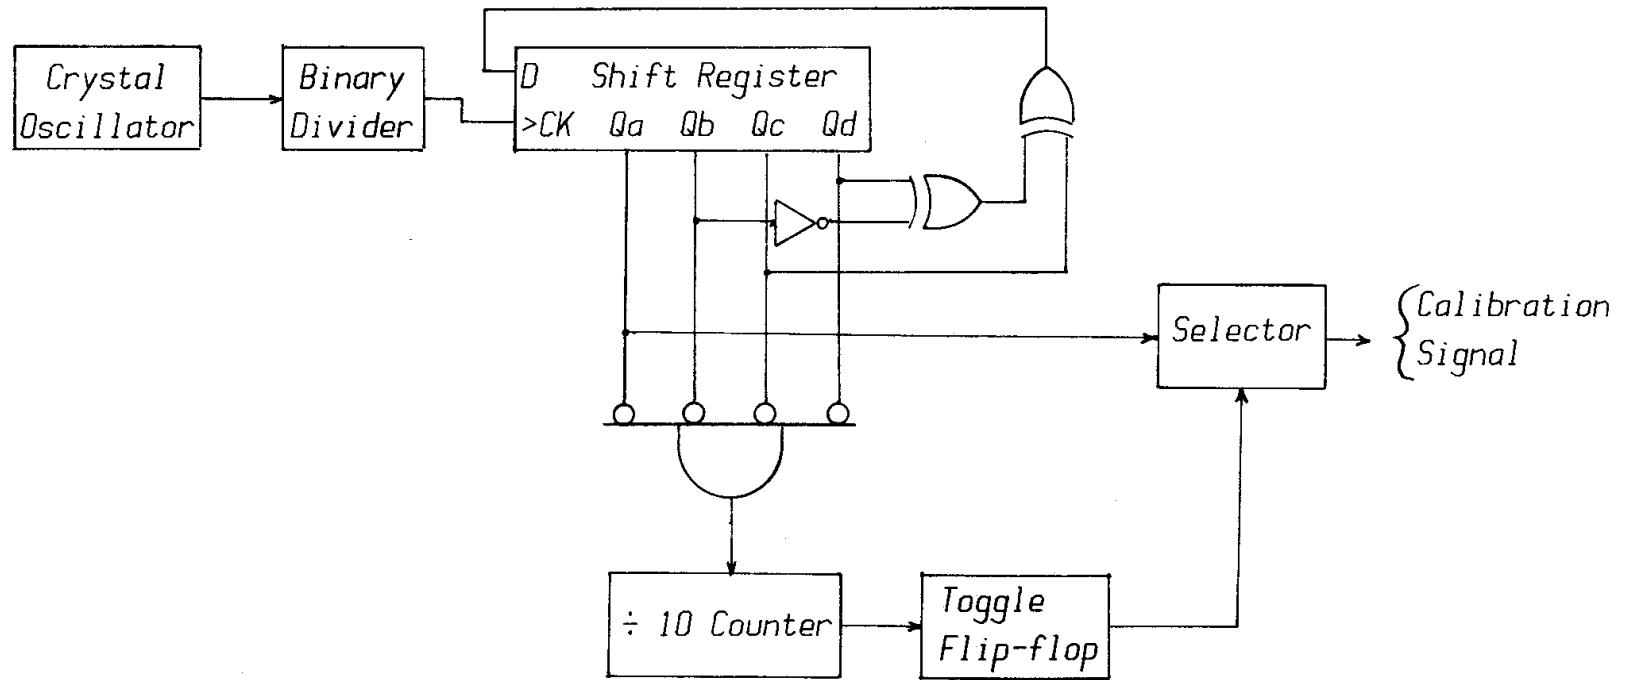 Crystal
Oscillator
Binary
Divider
D Shift Register
>CK Qa Qb Qc Qd
Selector
Calibration
Signal
÷ 10 Counter
Toggle
Flip-flop